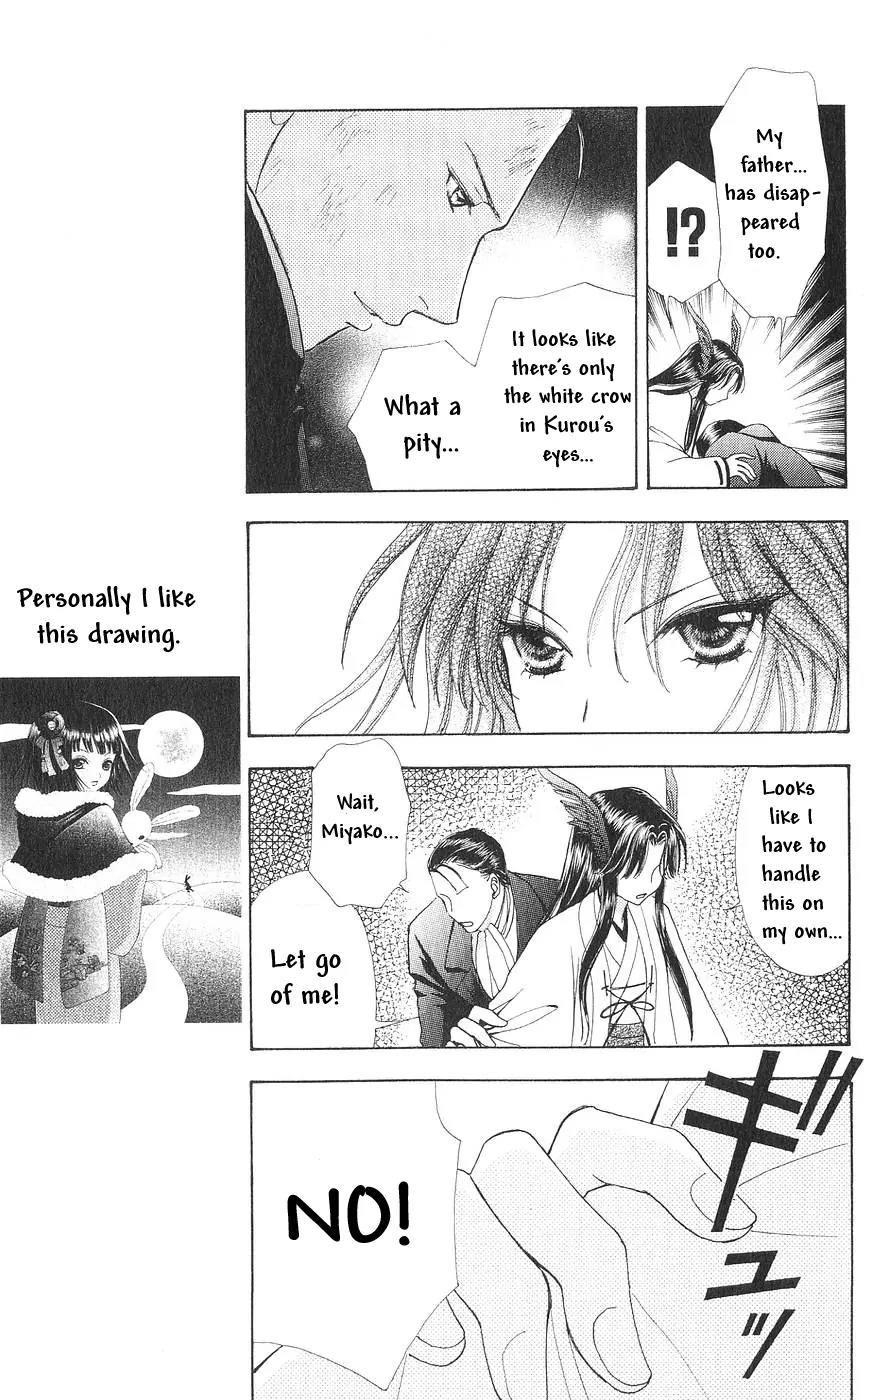 My
father...
has disap-
peared
too.
!?
It looks like
there's only
the white crow
in Kurou's
eyes...
What a
pity...
Personally I like
this drawing.
Looks
like I
have to
handle
this on
my own...
Wait,
Miyako...
Let go
of me!
NO!
ギュッ